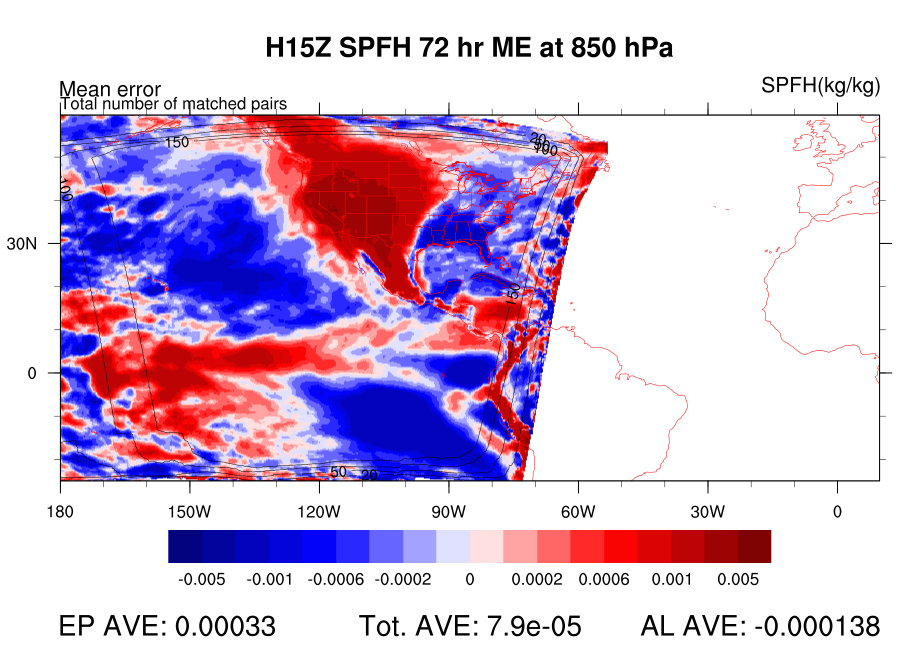 H15Z SPFH 72 hr ME at 850 hPa
Mean error
SPFH(kg/kg)
Total number of matched pairs
150
20
100
100
30N
150
0
50
20
180
150W
120W
90W
60W
30W
0
-0.005 -0.001 -0.0006 -0.0002 0 0.0002 0.0006 0.001 0.005
EP AVE: 0.00033 Tot. AVE: 7.9e-05 AL AVE: -0.000138